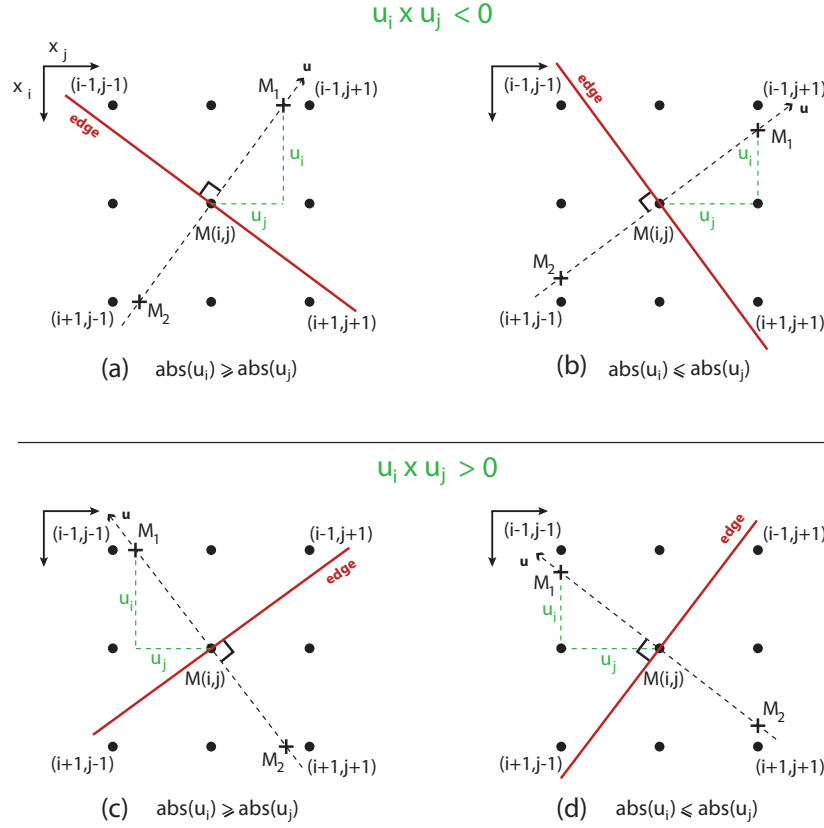 u_i x u_j < 0
x_j
x_i
(i-1,j-1)
M_1
u
(i-1,j+1)
edge
u_i
u_j
M(i,j)
M_2
(i+1,j-1)
(i+1,j+1)
(a) abs(u_i) ⩾ abs(u_j)
(i-1,j-1)
edge
(i-1,j+1)
u
M_1
u_i
u_j
M(i,j)
M_2
(i+1,j-1)
(i+1,j+1)
(b) abs(u_i) ⩽ abs(u_j)
u_i x u_j > 0
(i-1,j-1)
u
M_1
(i-1,j+1)
edge
u_i
u_j
M(i,j)
M_2
(i+1,j-1)
(i+1,j+1)
(c) abs(u_i) ⩾ abs(u_j)
(i-1,j-1)
edge
(i-1,j+1)
u
M_1
u_i
u_j
M(i,j)
M_2
(i+1,j-1)
(i+1,j+1)
(d) abs(u_i) ⩽ abs(u_j)